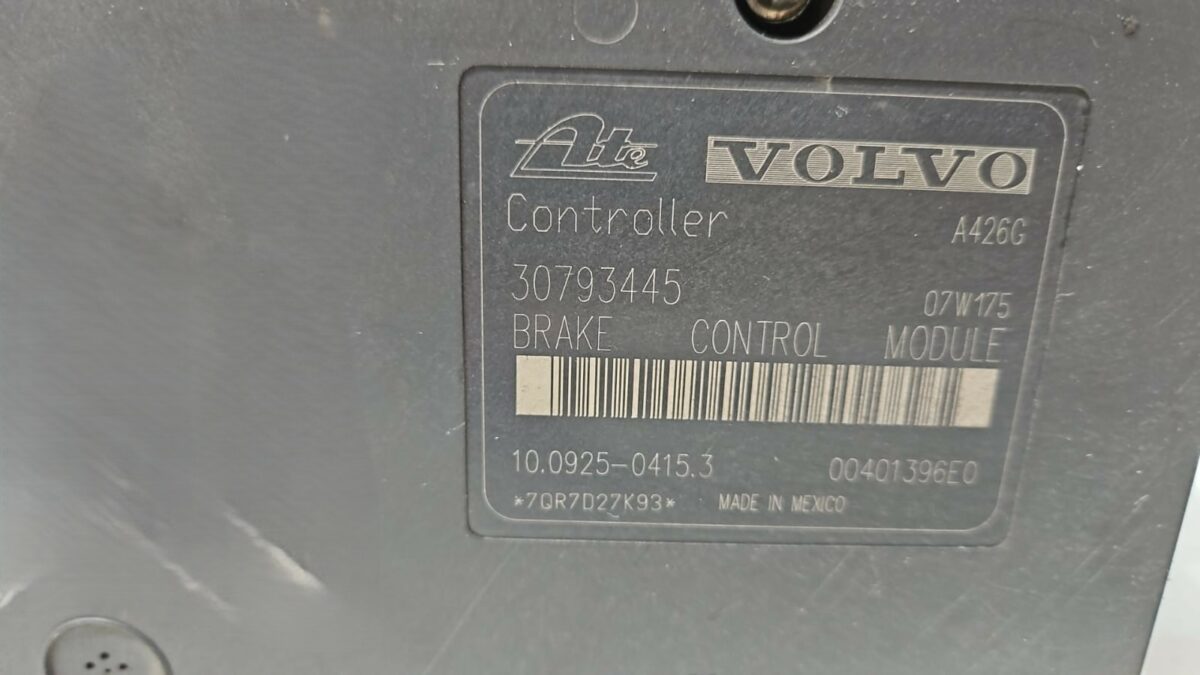 Ate VOLVO
Controller A426G
30793445 07W175
BRAKE CONTROL MODULE
10.0925-0415.3 00401396E0
*7QR7D27K93* MADE IN MEXICO